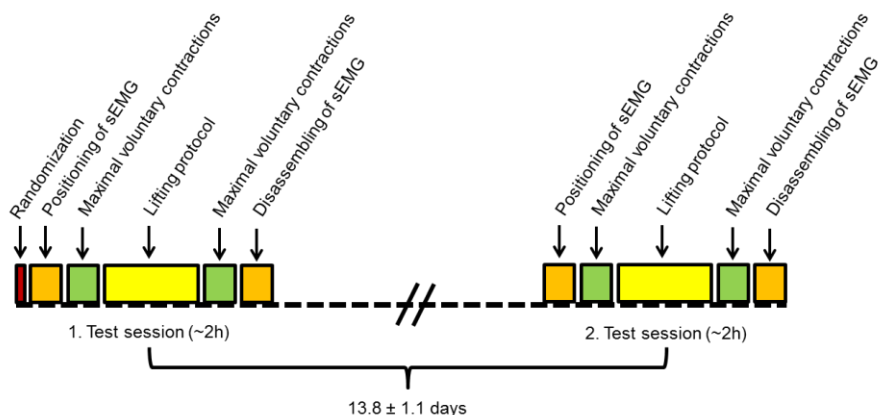 Randomization
Positioning of sEMG
Maximal voluntary contractions
Lifting protocol
Maximal voluntary contractions
Disassembling of sEMG
Positioning of sEMG
Maximal voluntary contractions
Lifting protocol
Maximal voluntary contractions
Disassembling of sEMG
1. Test session (~2h)
2. Test session (~2h)
13.8 ± 1.1 days